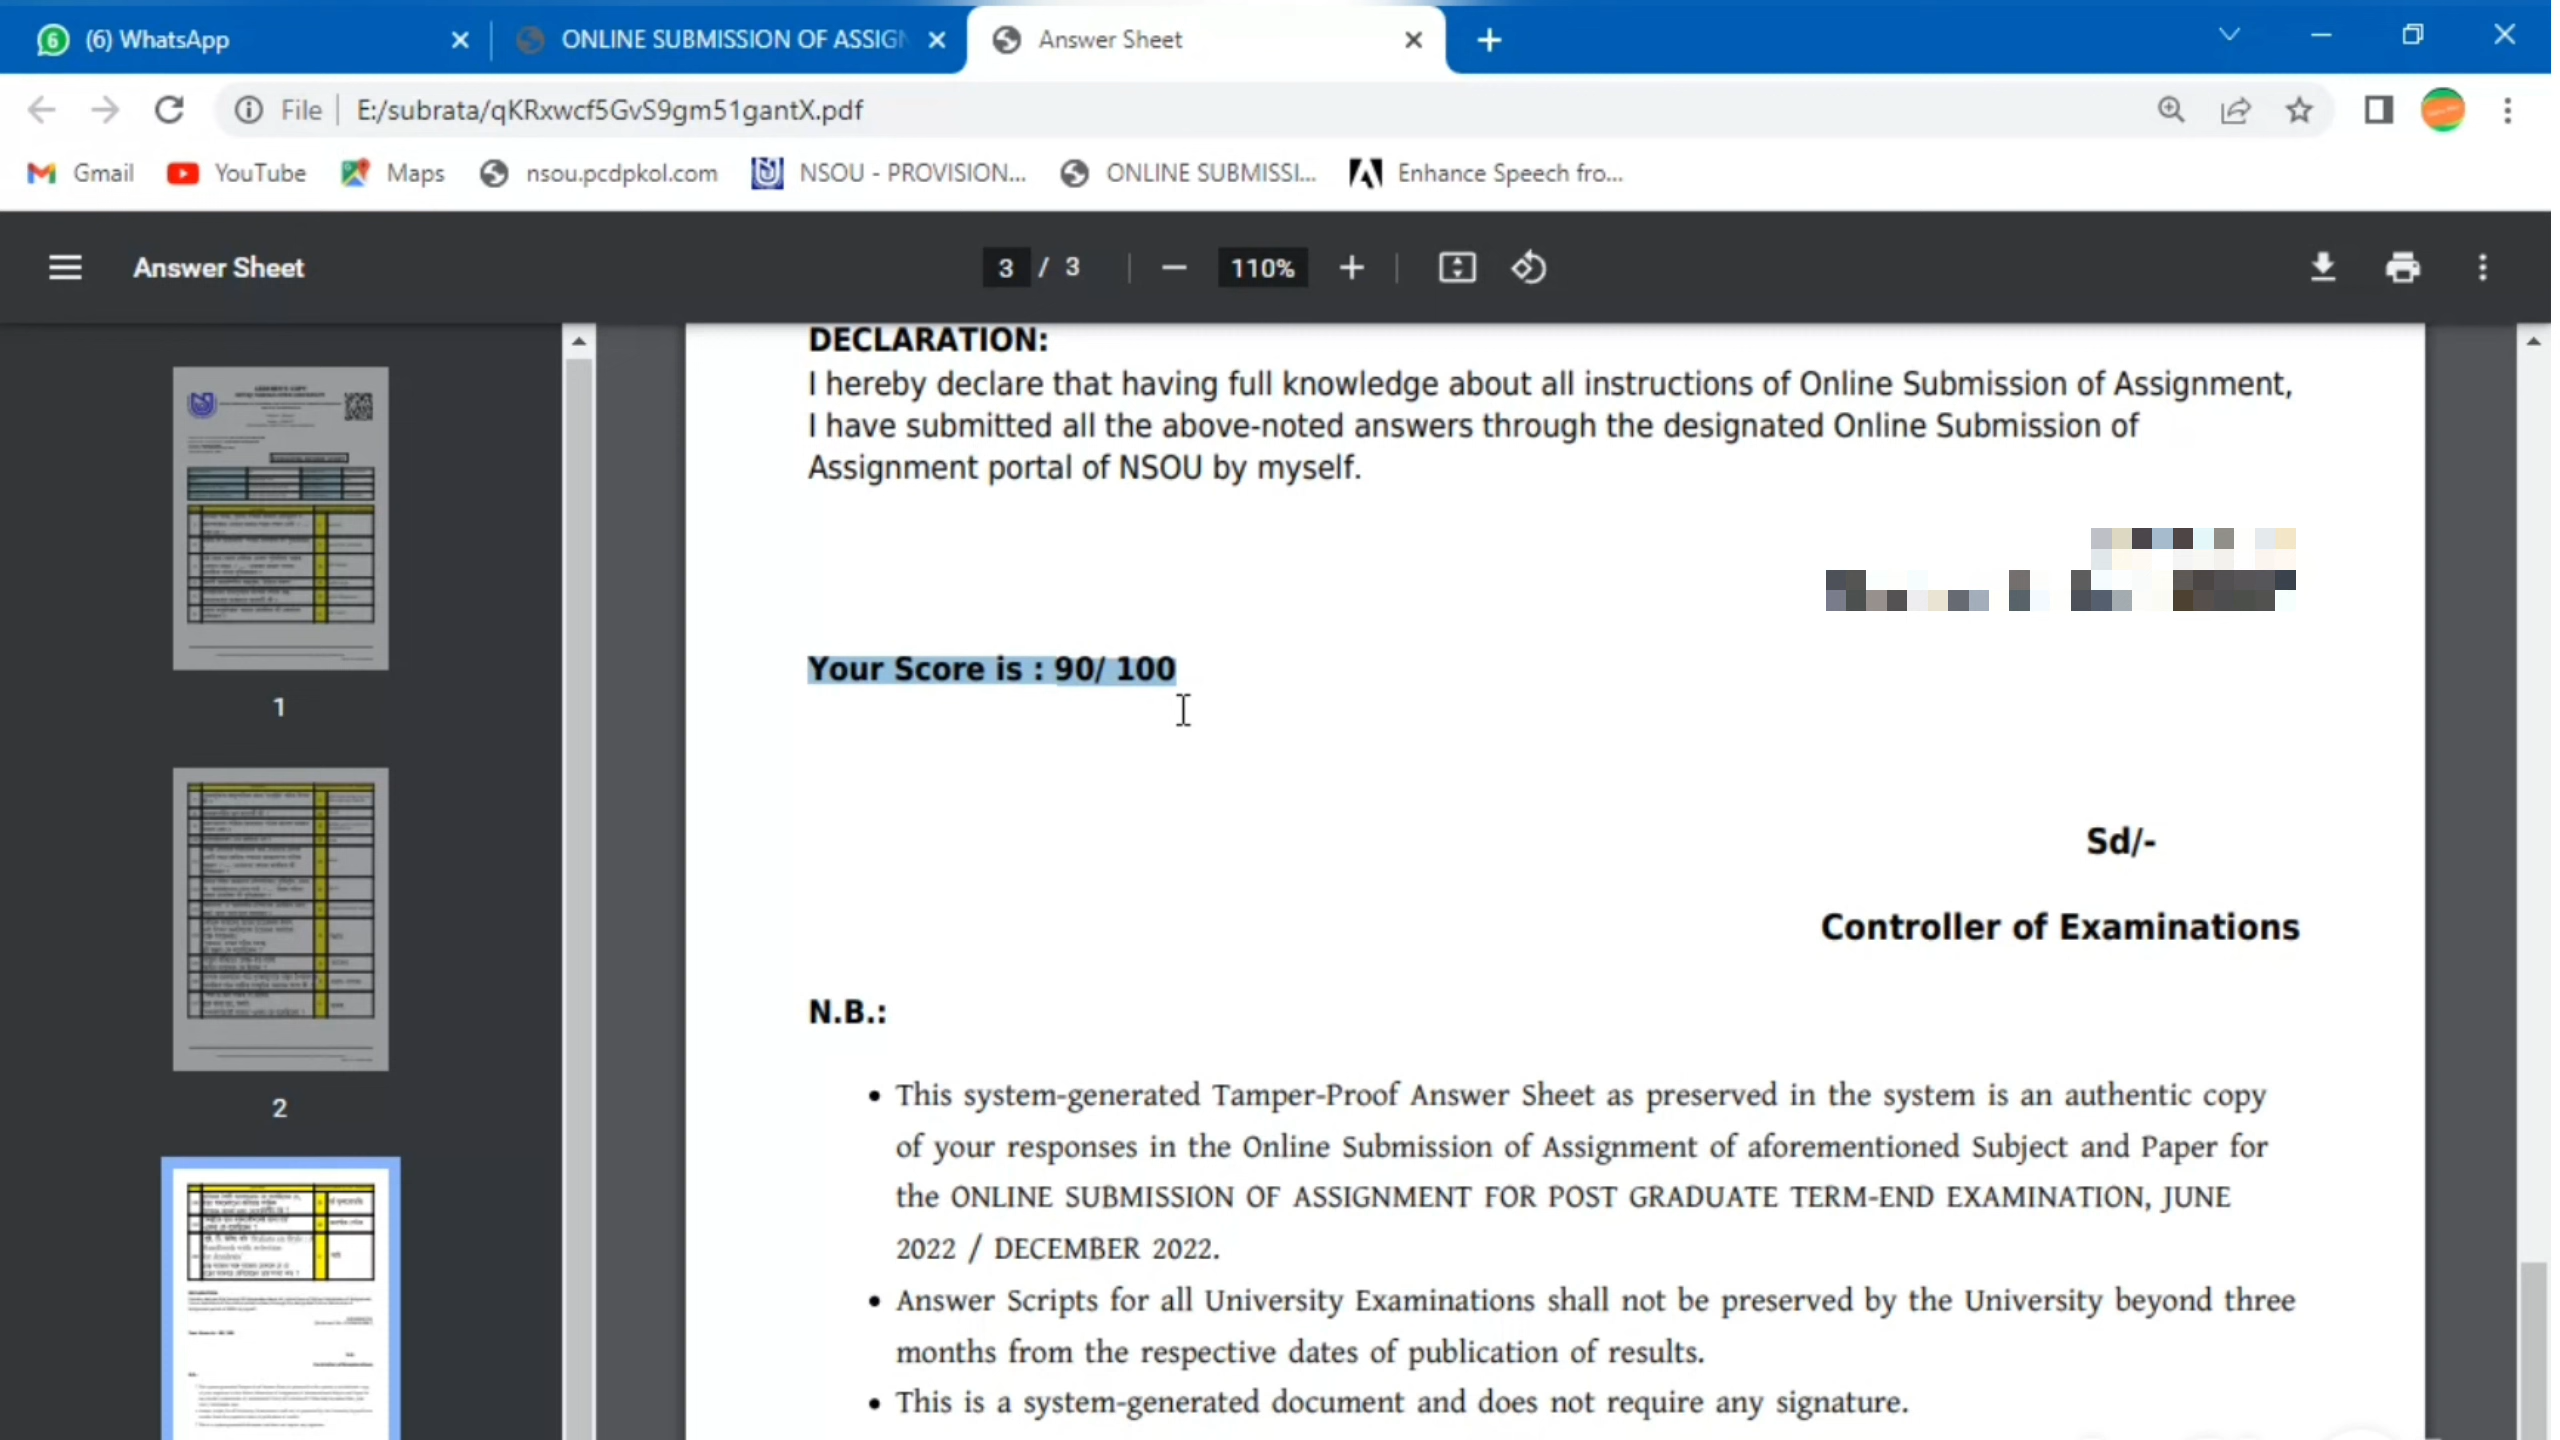 (6) WhatsApp
ONLINE SUBMISSION OF ASSIGN
Answer Sheet
File
E:/subrata/qKRxwcf5GvS9gm51gantX.pdf
Gmail
YouTube
Maps
nsou.pcdpkol.com
NSOU - PROVISION...
ONLINE SUBMISSI...
Enhance Speech fro...
Answer Sheet
3 / 3
110%
1
2
DECLARATION:
I hereby declare that having full knowledge about all instructions of Online Submission of Assignment,
I have submitted all the above-noted answers through the designated Online Submission of
Assignment portal of NSOU by myself.
Your Score is : 90/ 100
Sd/-
Controller of Examinations
N.B.:
• This system-generated Tamper-Proof Answer Sheet as preserved in the system is an authentic copy
of your responses in the Online Submission of Assignment of aforementioned Subject and Paper for
the ONLINE SUBMISSION OF ASSIGNMENT FOR POST GRADUATE TERM-END EXAMINATION, JUNE
2022 / DECEMBER 2022.
• Answer Scripts for all University Examinations shall not be preserved by the University beyond three
months from the respective dates of publication of results.
• This is a system-generated document and does not require any signature.